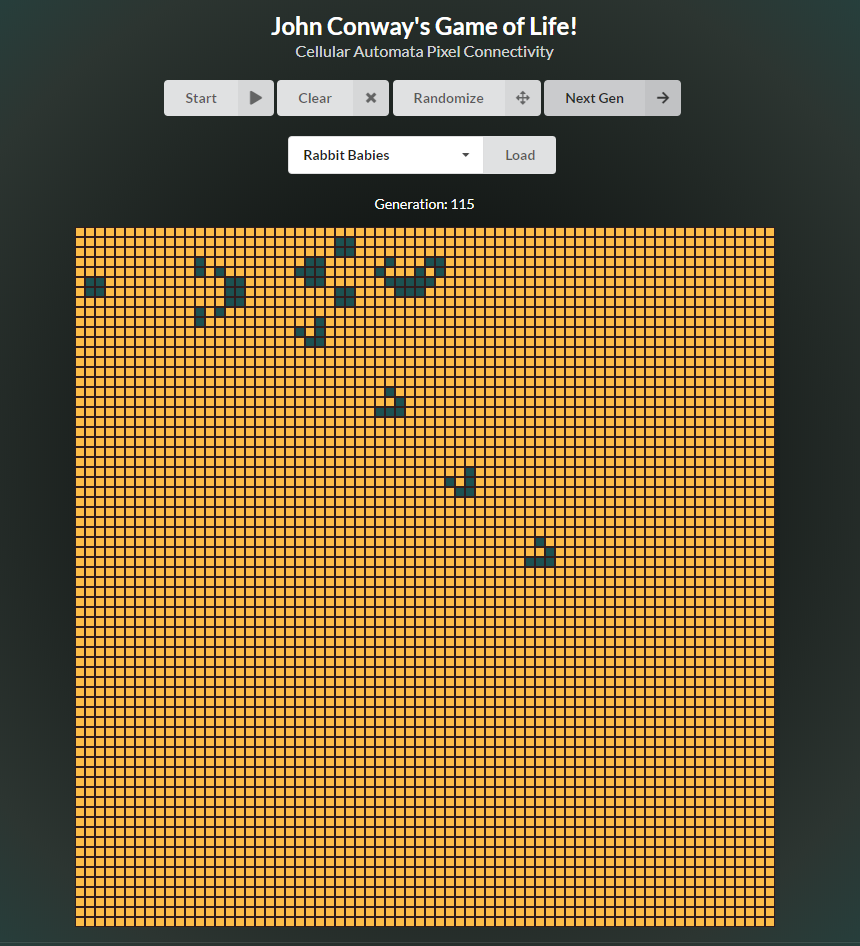 John Conway's Game of Life!
Cellular Automata Pixel Connectivity
Start Clear Randomize Next Gen
Rabbit Babies Load
Generation: 115